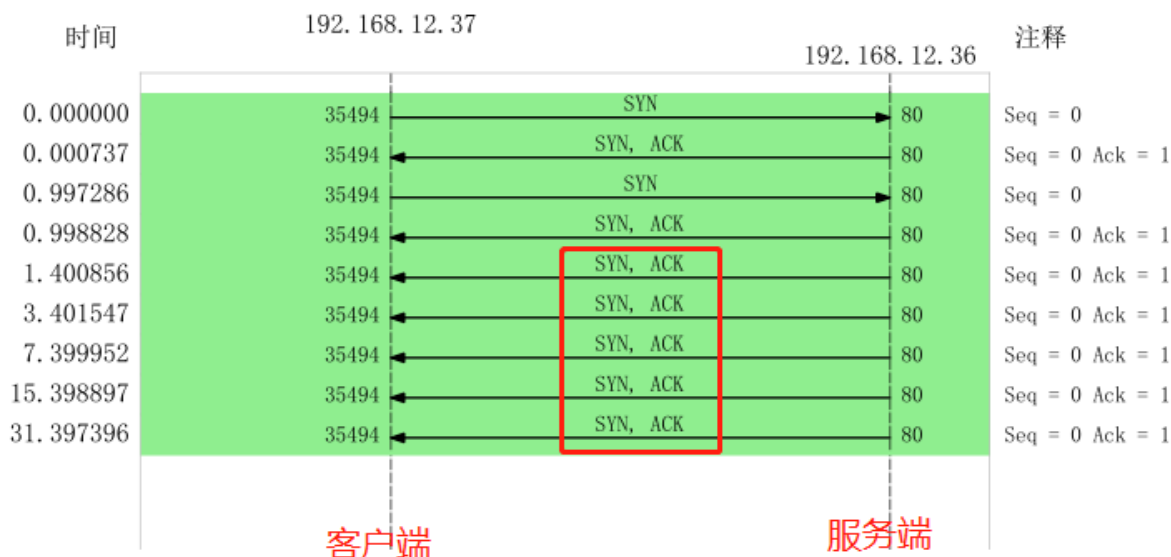 时间 192.168.12.37 192.168.12.36 注释
0.000000 35494 SYN 80 Seq = 0
0.000737 35494 SYN, ACK 80 Seq = 0 Ack = 1
0.997286 35494 SYN 80 Seq = 0
0.998828 35494 SYN, ACK 80 Seq = 0 Ack = 1
1.400856 35494 SYN, ACK 80 Seq = 0 Ack = 1
3.401547 35494 SYN, ACK 80 Seq = 0 Ack = 1
7.399952 35494 SYN, ACK 80 Seq = 0 Ack = 1
15.398897 35494 SYN, ACK 80 Seq = 0 Ack = 1
31.397396 35494 SYN, ACK 80 Seq = 0 Ack = 1
客户端 服务端